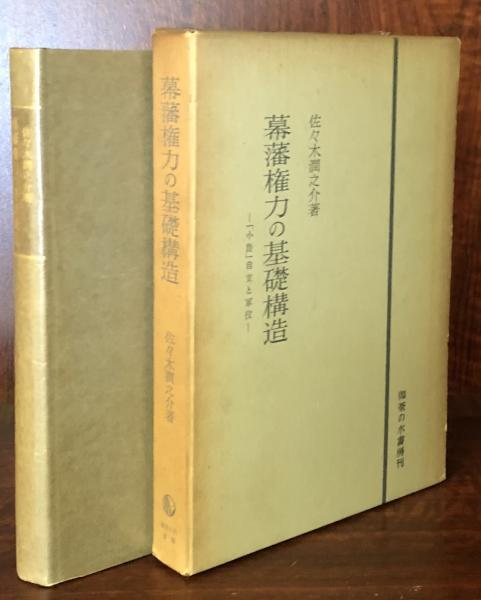 幕藩権力の基礎構造
佐々木潤之介著
幕藩権力の基礎構造
―「小農」自立と軍役―
佐々木潤之介著
御茶の水書房刊